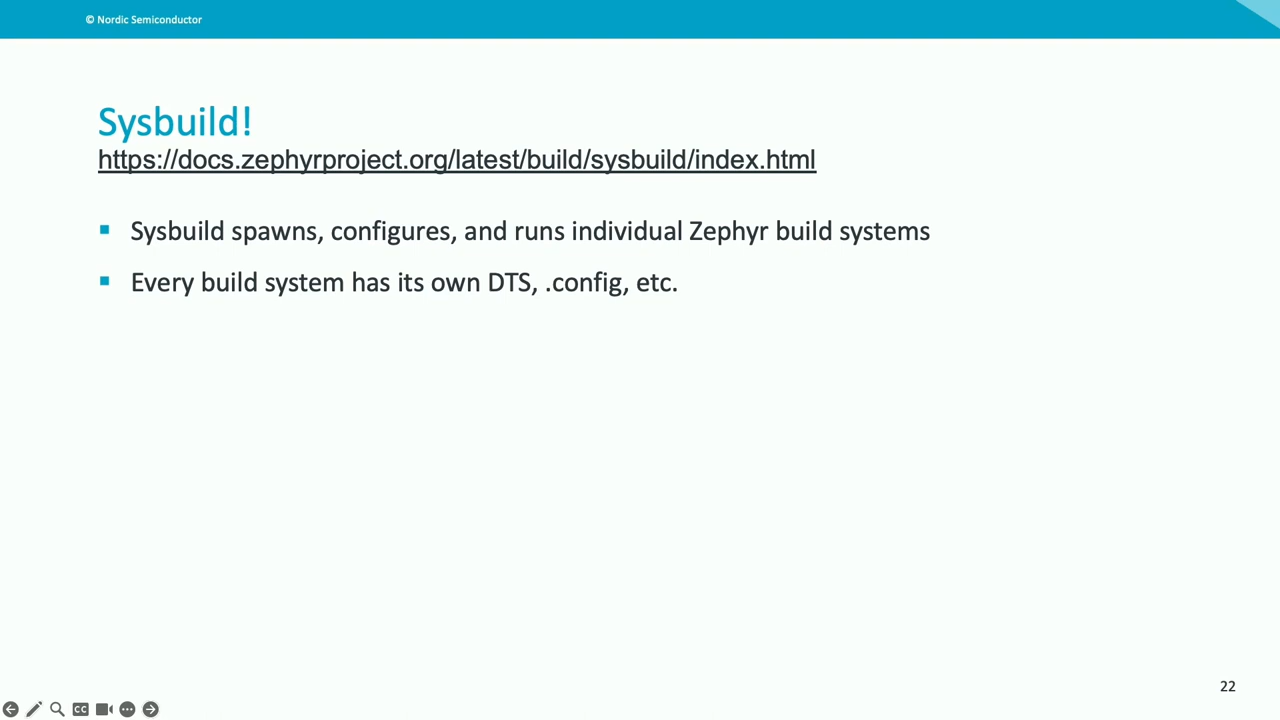 © Nordic Semiconductor
Sysbuild!
https://docs.zephyrproject.org/latest/build/sysbuild/index.html
Sysbuild spawns, configures, and runs individual Zephyr build systems
Every build system has its own DTS, .config, etc.
22
CC